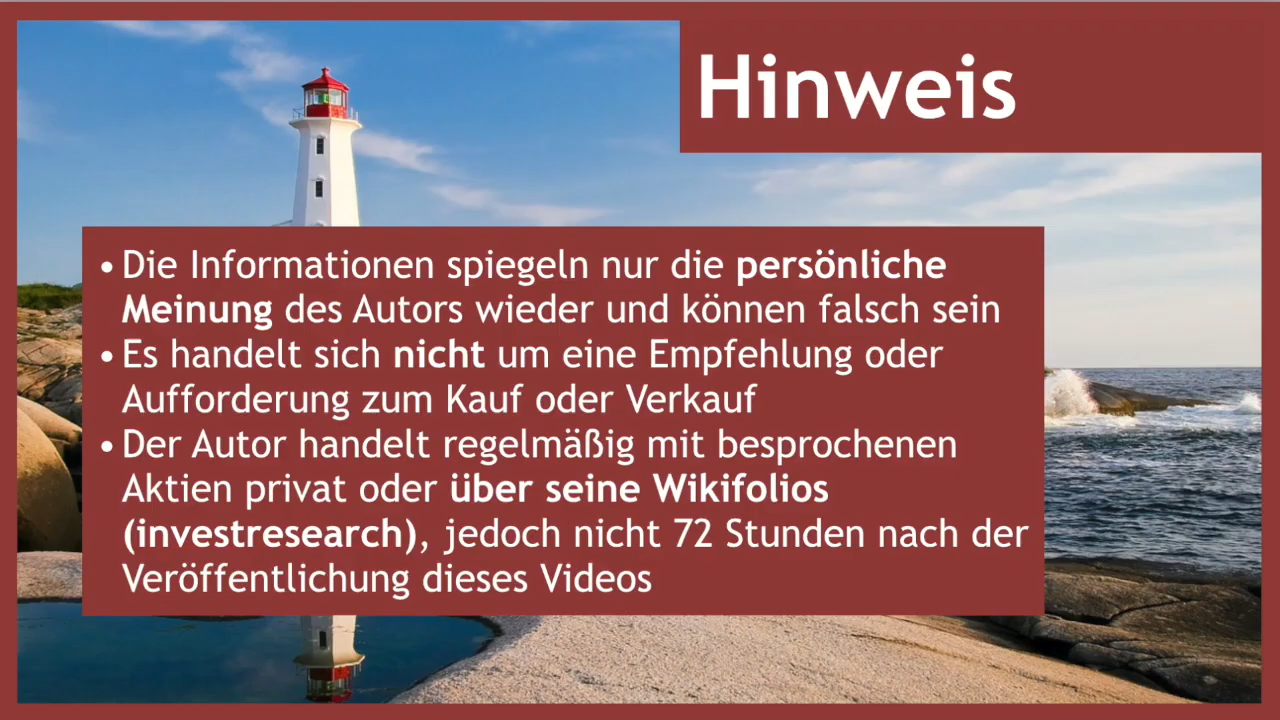 Hinweis
• Die Informationen spiegeln nur die persönliche
Meinung des Autors wieder und können falsch sein
• Es handelt sich nicht um eine Empfehlung oder
Aufforderung zum Kauf oder Verkauf
• Der Autor handelt regelmäßig mit besprochenen
Aktien privat oder über seine Wikifolios
(investresearch), jedoch nicht 72 Stunden nach der
Veröffentlichung dieses Videos